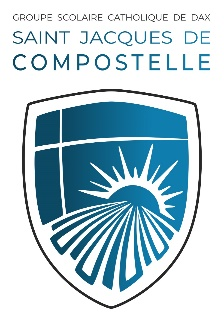 GROUPE SCOLAIRE CATHOLIQUE DE DAX
SAINT JACQUES DE
COMPOSTELLE